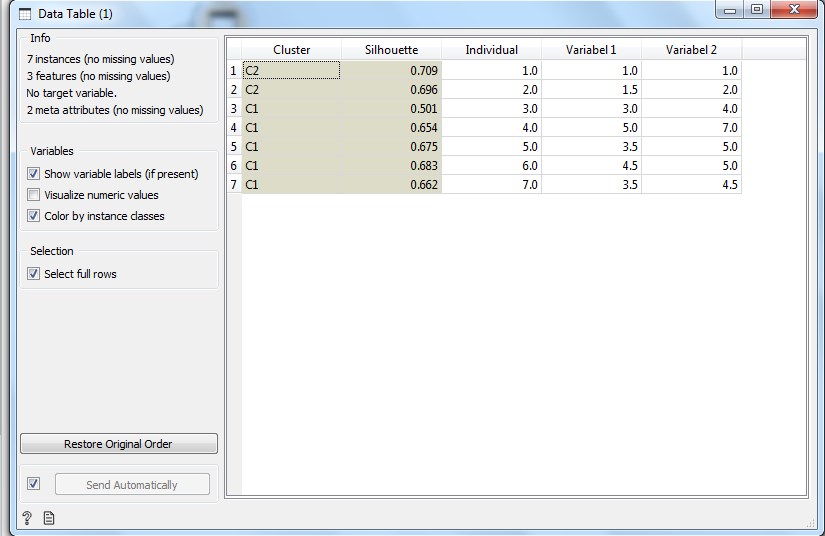 Data Table (1)
Info
7 instances (no missing values)
3 features (no missing values)
No target variable.
2 meta attributes (no missing values)
Variables
Show variable labels (if present)
Visualize numeric values
Color by instance classes
Selection
Select full rows
Restore Original Order
Send Automatically
?
Cluster Silhouette Individual Variabel 1 Variabel 2
1 C2 0.709 1.0 1.0 1.0
2 C2 0.696 2.0 1.5 2.0
3 C1 0.501 3.0 3.0 4.0
4 C1 0.654 4.0 5.0 7.0
5 C1 0.675 5.0 3.5 5.0
6 C1 0.683 6.0 4.5 5.0
7 C1 0.662 7.0 3.5 4.5